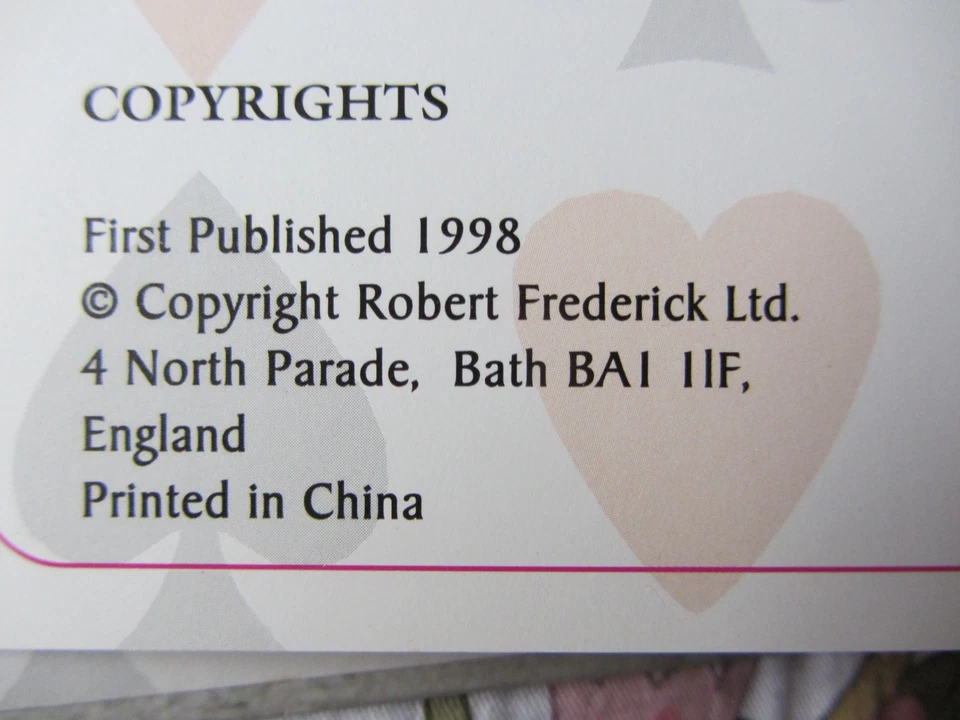 COPYRIGHTS
First Published 1998
© Copyright Robert Frederick Ltd.
4 North Parade, Bath BA1 1lF,
England
Printed in China